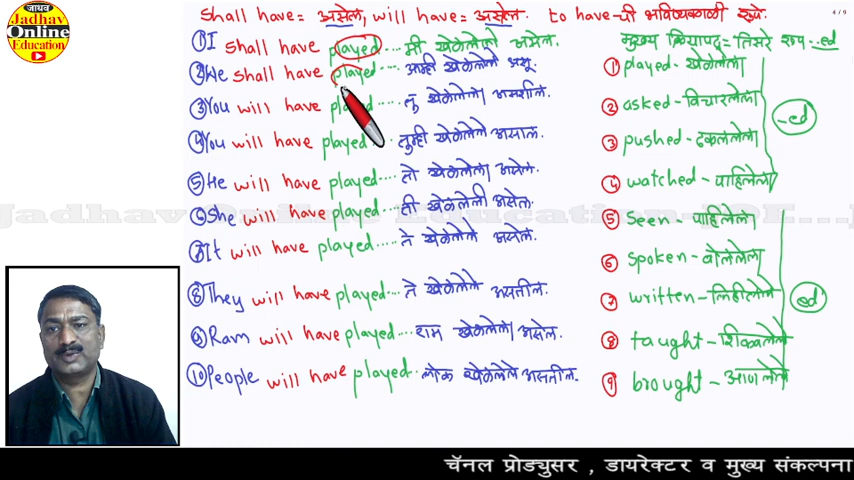 जाधव
Jadhav
Online
Education
shall have = असेल, will have = असेल to have-ची भविष्यकाळी रूपे.
4 / 9
① I shall have played.... मी खेळलेलो असेल.
② We shall have played... आम्ही खेळलेलो असू.
③ You will have played... तू खेळलेला असशील.
④ You will have played... तुम्ही खेळलेले असाल.
⑤ He will have played.... तो खेळलेला असेल.
⑥ She will have played.... ती खेळलेली असेल.
⑦ It will have played.... ते खेळलेले असेल.
⑧ They will have played... ते खेळलेले असतील.
⑨ Ram will have played.... राम खेळलेला असेल.
⑩ People will have played.. लोक खेळलेले असतील.
मुख्य क्रियापद = तिसरे रूप -ed
① played - खेळलेला
② asked - विचारलेला
③ pushed - ढकललेला
④ watched - पाहिलेला
-ed
⑤ seen - पाहिलेला
⑥ spoken - बोललेला
⑦ written - लिहीलेले
⑧ taught - शिकवलेले
⑨ brought - आणलेले
ed
Jadhav Online Education
चॅनल प्रोड्युसर , डायरेक्टर व मुख्य संकल्पना